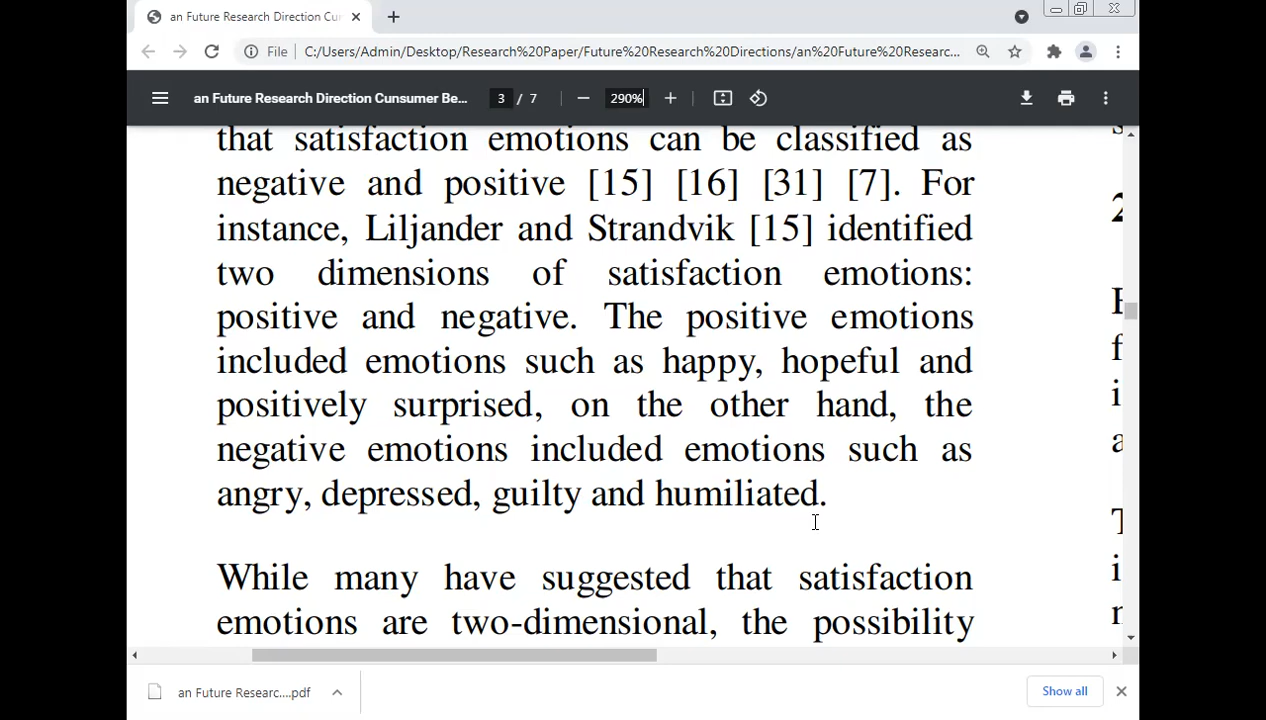 an Future Research Direction Cu
File
C:/Users/Admin/Desktop/Research%20Paper/Future%20Research%20Directions/an%20Future%20Researc...
an Future Research Direction Cunsumer Be...
3 / 7
290%
that satisfaction emotions can be classified as
negative and positive [15] [16] [31] [7]. For
instance, Liljander and Strandvik [15] identified
two dimensions of satisfaction emotions:
positive and negative. The positive emotions
included emotions such as happy, hopeful and
positively surprised, on the other hand, the
negative emotions included emotions such as
angry, depressed, guilty and humiliated.
While many have suggested that satisfaction
emotions are two-dimensional, the possibility
an Future Researc....pdf
Show all